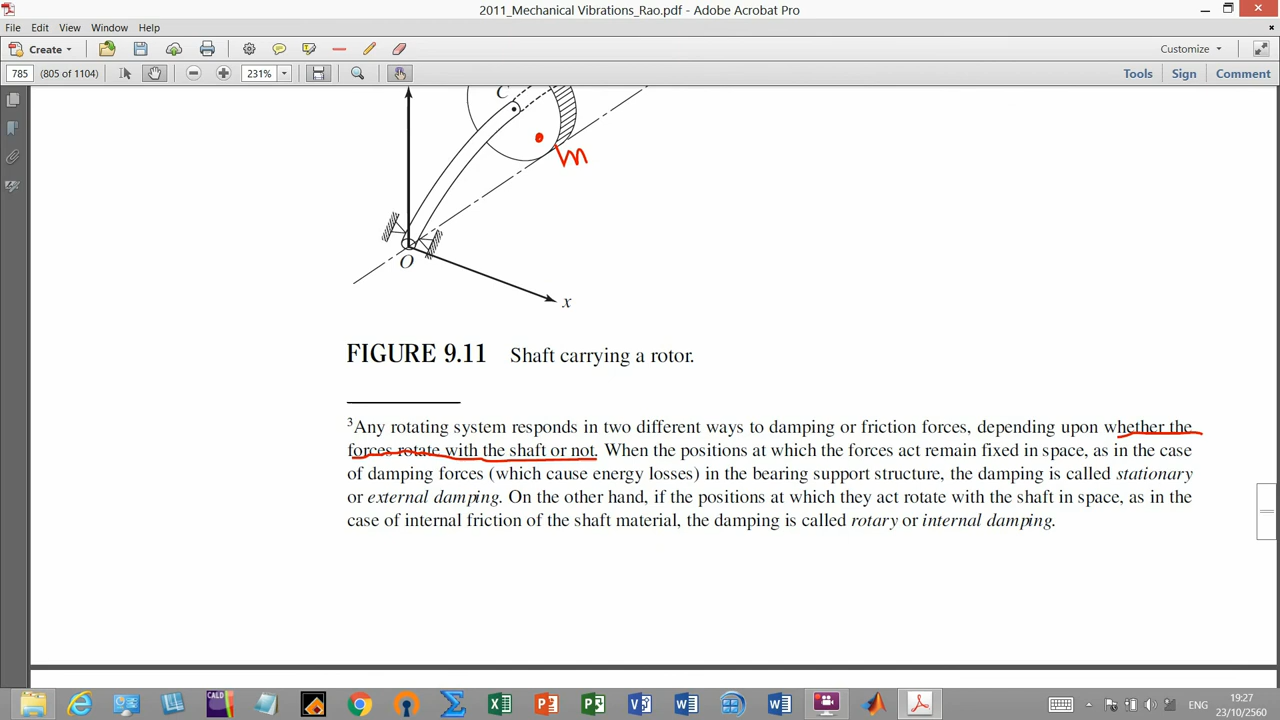 2011_Mechanical Vibrations_Rao.pdf - Adobe Acrobat Pro
File Edit View Window Help
Create Customize
785 (805 of 1104) 231% Tools Sign Comment
C
m
O
x
FIGURE 9.11 Shaft carrying a rotor.
3Any rotating system responds in two different ways to damping or friction forces, depending upon whether the
forces rotate with the shaft or not. When the positions at which the forces act remain fixed in space, as in the case
of damping forces (which cause energy losses) in the bearing support structure, the damping is called stationary
or external damping. On the other hand, if the positions at which they act rotate with the shaft in space, as in the
case of internal friction of the shaft material, the damping is called rotary or internal damping.
CALD
ENG
19:27
23/10/2560